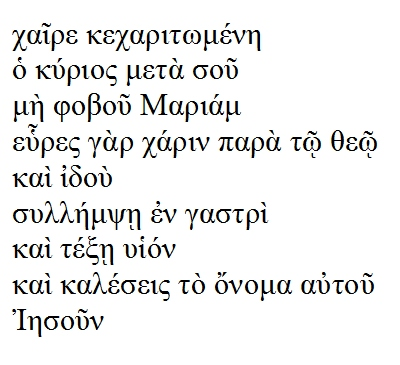 χαῖρε κεχαριτωμένη
ὁ κύριος μετὰ σοῦ
μὴ φοβοῦ Μαριάμ
εὗρες γὰρ χάριν παρὰ τῷ θεῷ
καὶ ἰδοὺ
συλλήμψῃ ἐν γαστρὶ
καὶ τέξῃ υἱόν
καὶ καλέσεις τὸ ὄνομα αὐτοῦ
Ἰησοῦν